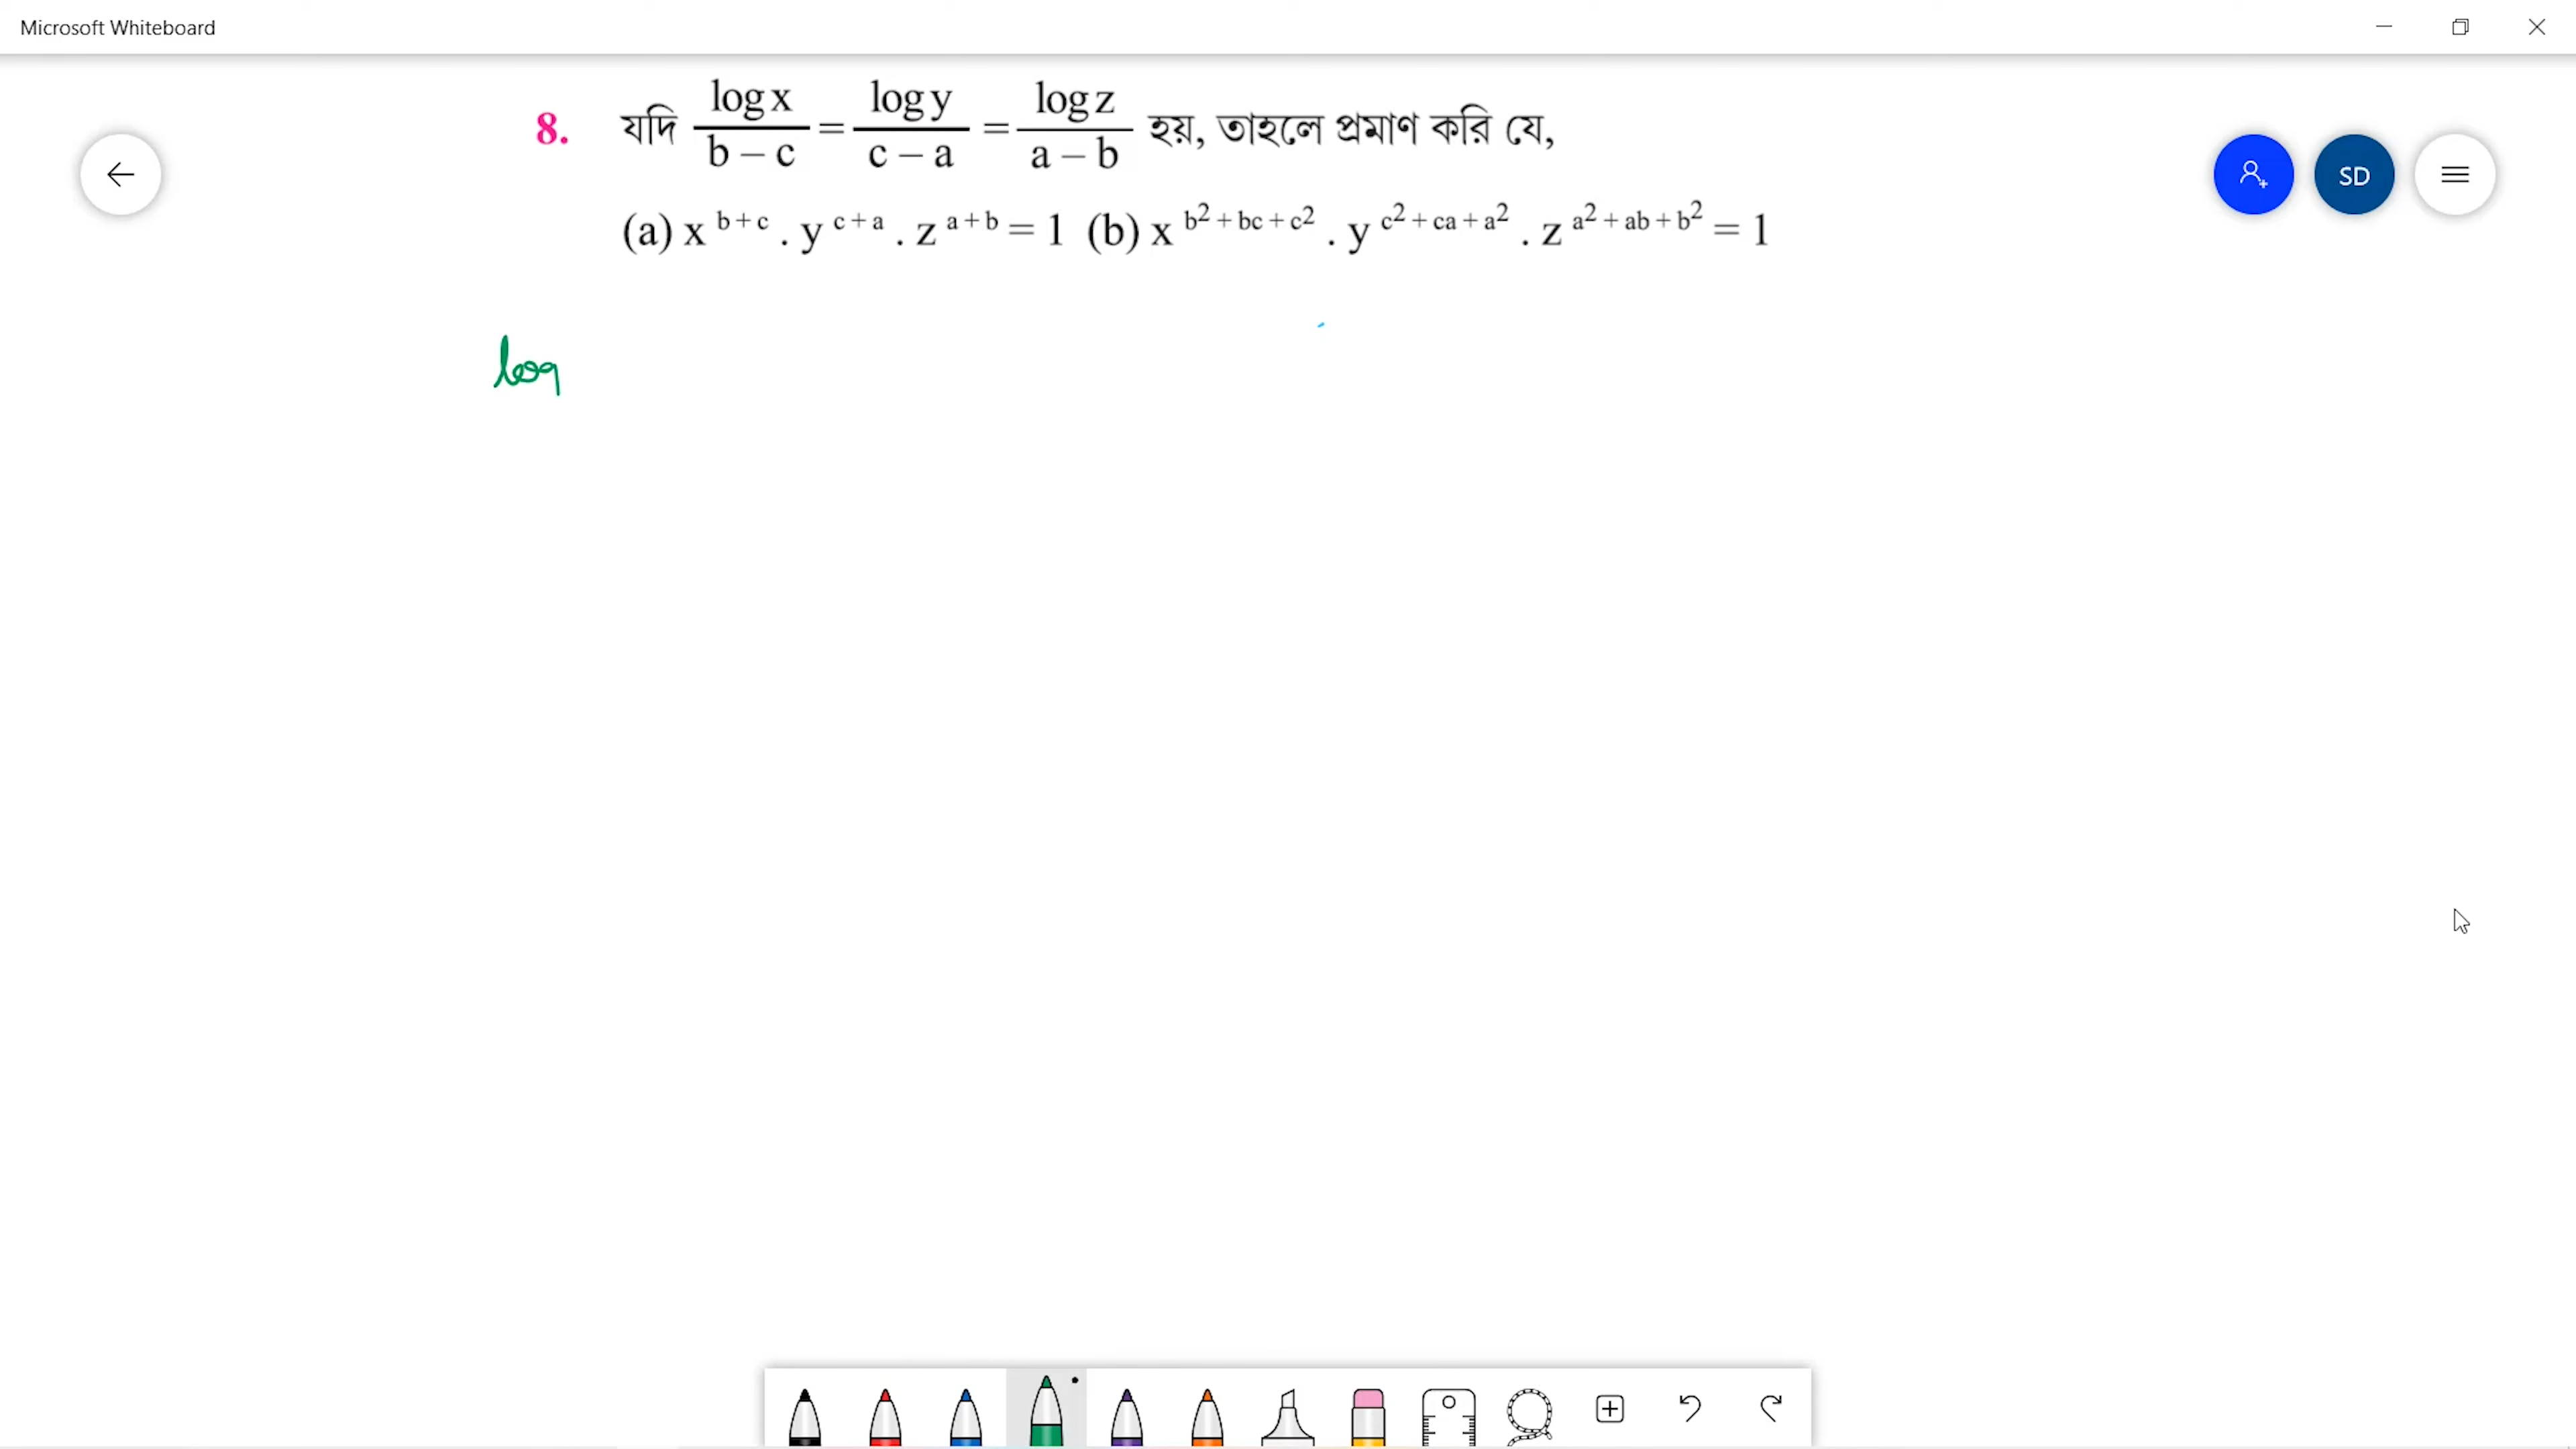 Microsoft Whiteboard
8. যদি log x / b – c = log y / c – a = log z / a – b হয়, তাহলে প্রমাণ করি যে,
SD
(a) x^(b + c) . y^(c + a) . z^(a + b) = 1 (b) x^(b² + bc + c²) . y^(c² + ca + a²) . z^(a² + ab + b²) = 1
log